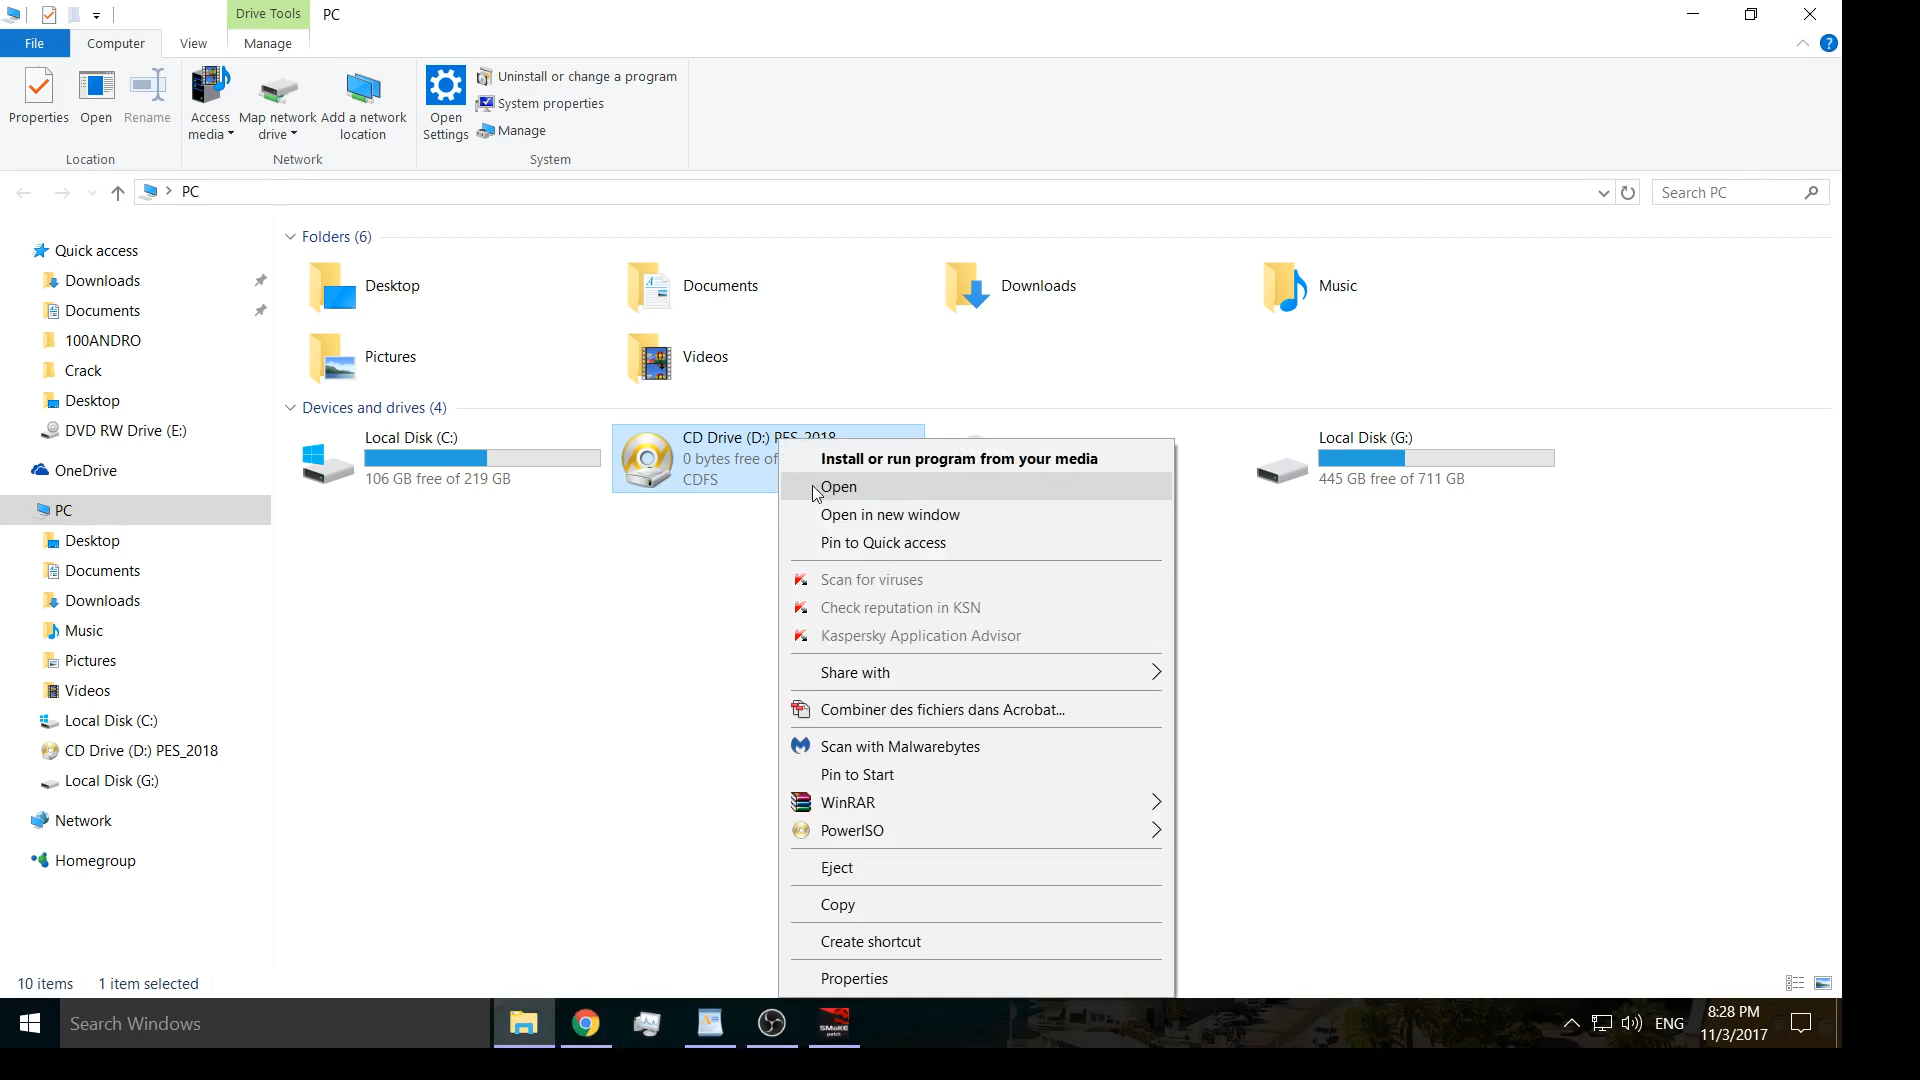 Drive Tools PC
File Computer View Manage
Properties Open Rename
Access media
Map network drive
Add a network location
Open Settings
Uninstall or change a program
System properties
Manage
Location Network System
PC
Search PC
Quick access
Downloads
Documents
100ANDRO
Crack
Desktop
DVD RW Drive (E:)
OneDrive
PC
Desktop
Documents
Downloads
Music
Pictures
Videos
Local Disk (C:)
CD Drive (D:) PES_2018
Local Disk (G:)
Network
Homegroup
Folders (6)
Desktop Documents Downloads Music
Pictures Videos
Devices and drives (4)
Local Disk (C:)
106 GB free of 219 GB
CD Drive (D:) PES_2018
0 bytes free of
CDFS
Local Disk (G:)
445 GB free of 711 GB
Install or run program from your media
Open
Open in new window
Pin to Quick access
Scan for viruses
Check reputation in KSN
Kaspersky Application Advisor
Share with
Combiner des fichiers dans Acrobat...
Scan with Malwarebytes
Pin to Start
WinRAR
PowerISO
Eject
Copy
Create shortcut
Properties
10 items 1 item selected
Search Windows
SMoKE
patch
ENG
8:28 PM
11/3/2017